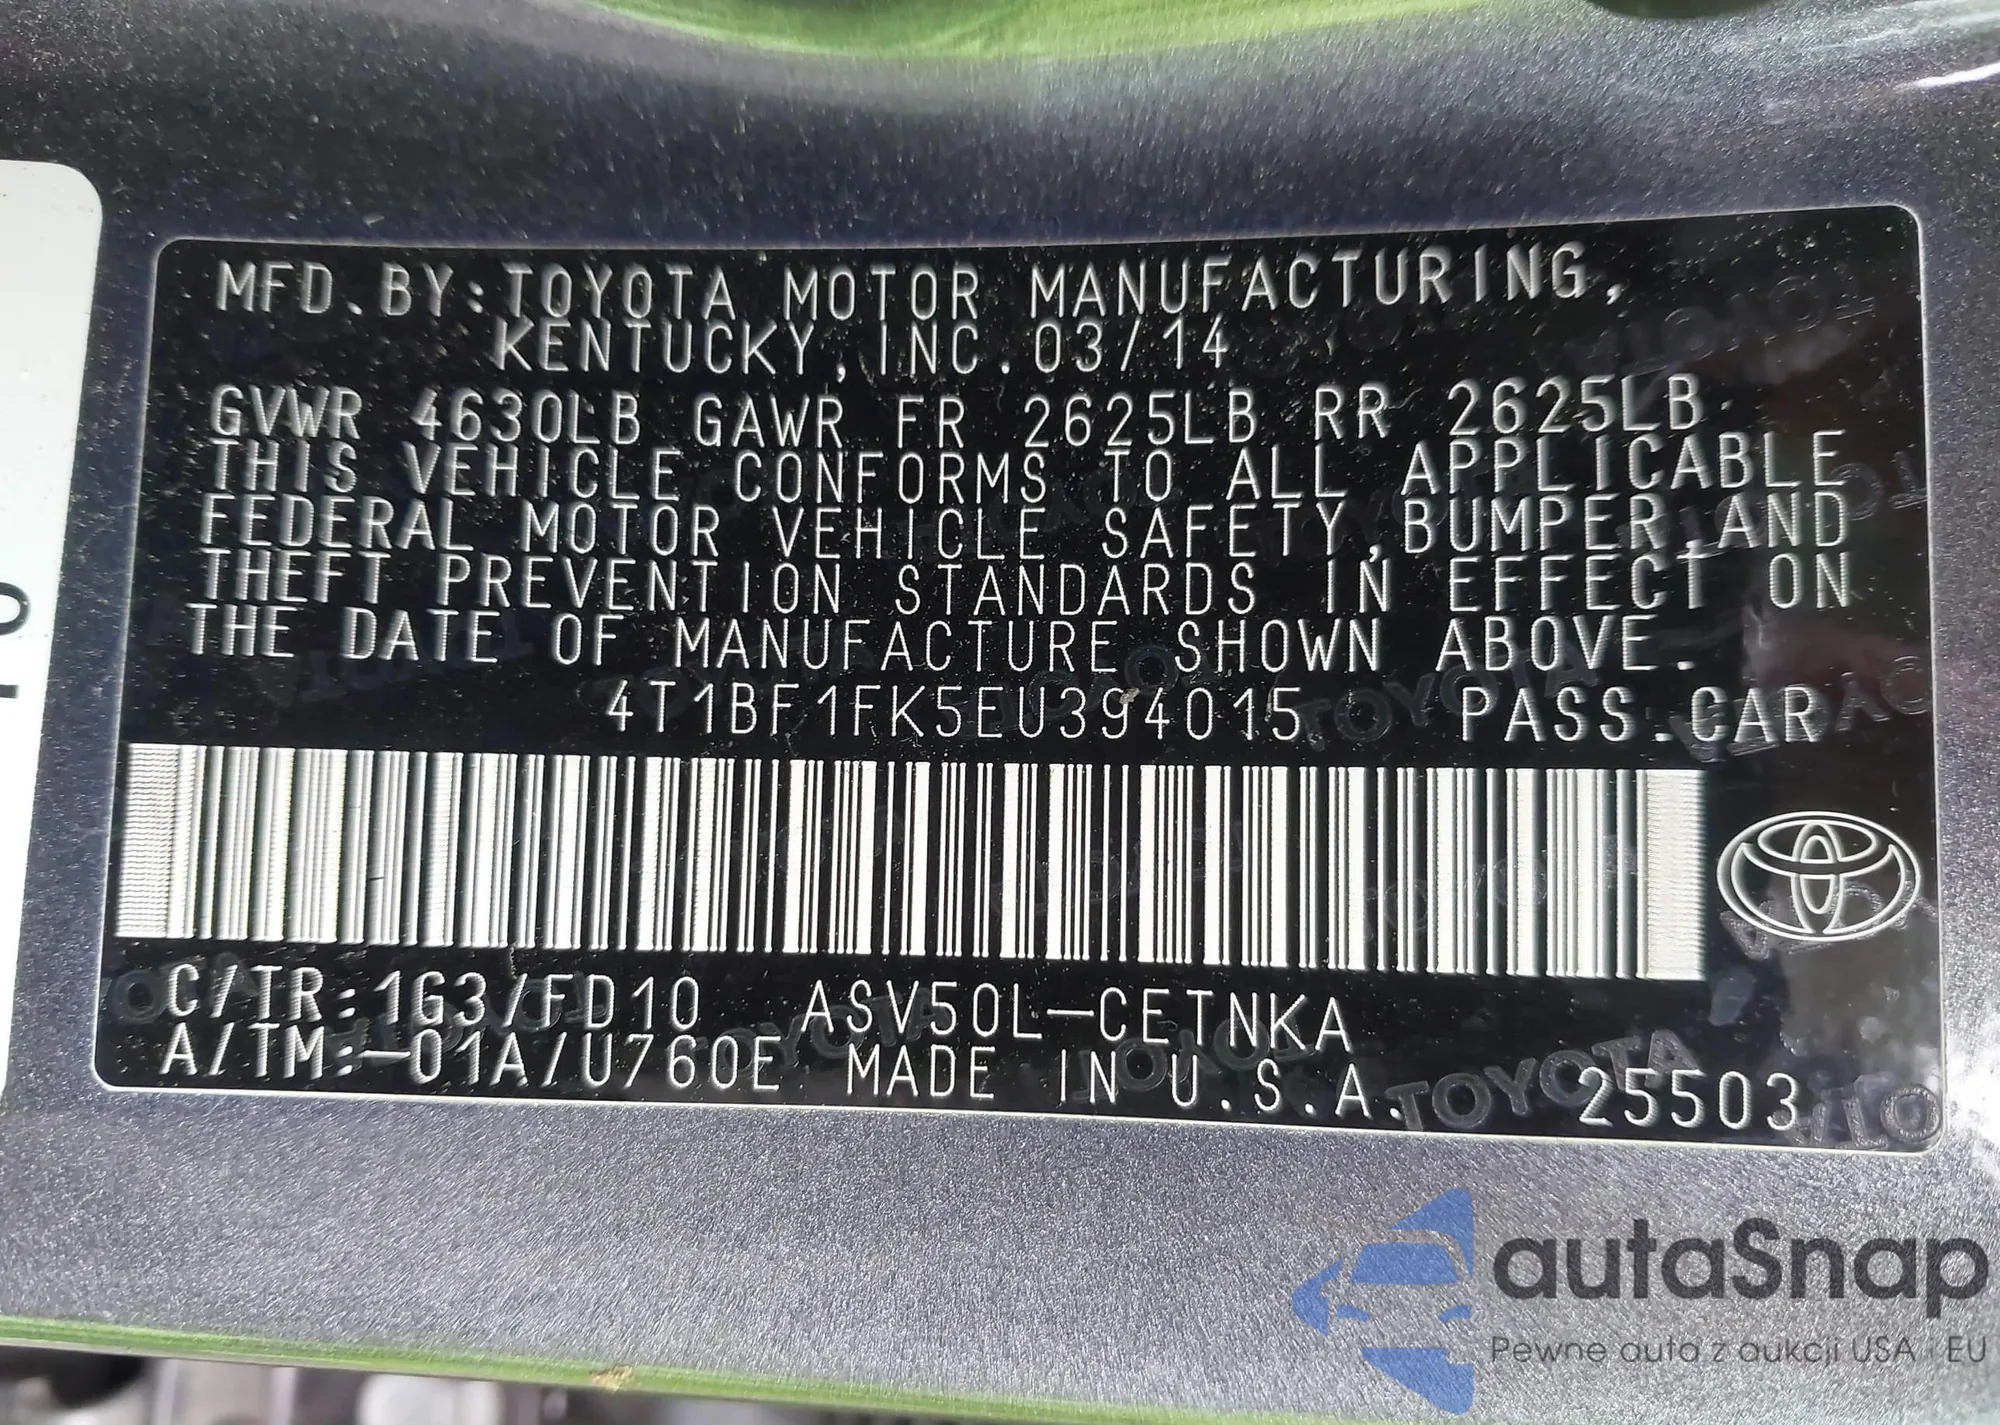 MFD. BY: TOYOTA MOTOR MANUFACTURING,
KENTUCKY, INC. 03/14
GVWR 4630LB GAWR FR 2625LB RR 2625LB
THIS VEHICLE CONFORMS TO ALL APPLICABLE
FEDERAL MOTOR VEHICLE SAFETY, BUMPER, AND
THEFT PREVENTION STANDARDS IN EFFECT ON
THE DATE OF MANUFACTURE SHOWN ABOVE.
4T1BF1FK5EU394015 PASS.CAR
C/TR:1G3/FD10 ASV50L-CETNKA
A/TM:-01A/U760E MADE IN U.S.A. 25503
autaSnap
Pewne auta z aukcji USA i EU